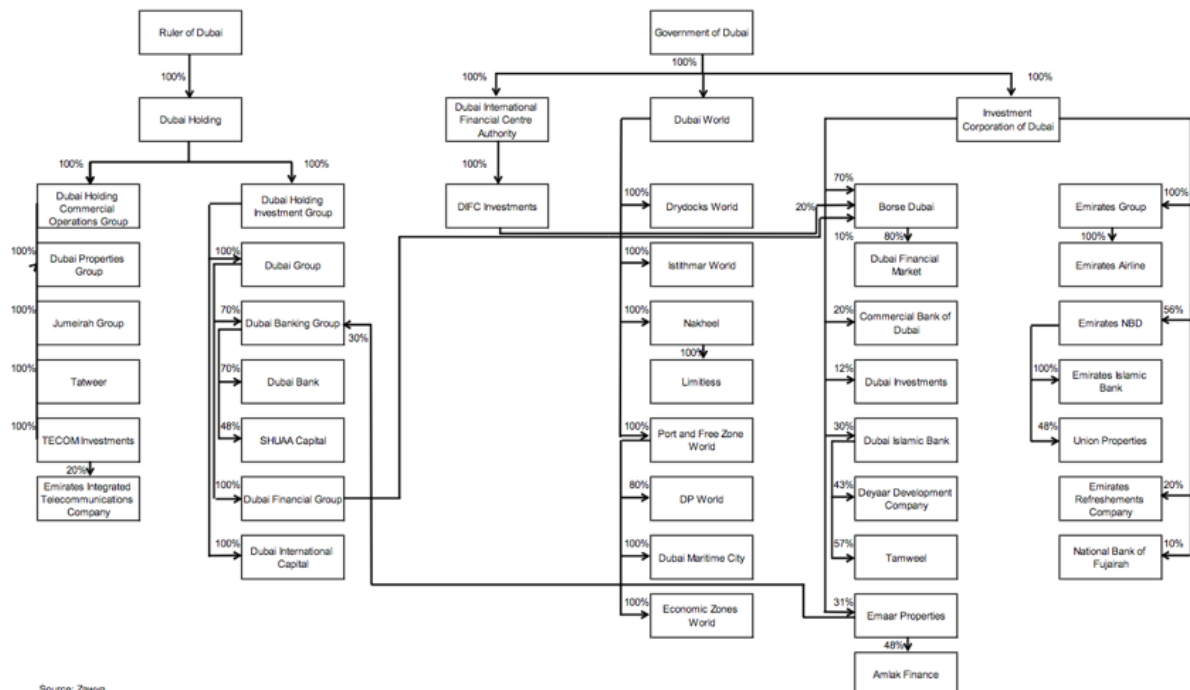 Ruler of Dubai
Government of Dubai
100%
100%
100%
100%
100%
Dubai Holding
Dubai International
Financial Centre
Authority
Dubai World
Investment
Corporation of Dubai
100%
100%
100%
Dubai Holding
Commercial
Operations Group
Dubai Holding
Investment Group
DIFC Investments
100%
Drydocks World
20%
70%
Borse Dubai
Emirates Group
100%
100%
Dubai Properties
Group
100%
Dubai Group
100%
Istithmar World
10%
80%
Dubai Financial
Market
100%
Emirates Airline
100%
Jumeirah Group
70%
Dubai Banking Group
30%
100%
Nakheel
20%
Commercial Bank
of Dubai
Emirates NBD
56%
100%
Tatweer
70%
Dubai Bank
100%
Limitless
12%
Dubai Investments
100%
Emirates Islamic
Bank
100%
TECOM Investments
48%
SHUAA Capital
100%
Port and Free Zone
World
30%
Dubai Islamic Bank
48%
Union Properties
20%
Emirates Integrated
Telecommunications
Company
100%
Dubai Financial Group
80%
DP World
43%
Deyaar Development
Company
Emirates
Refreshements
Company
20%
100%
Dubai International
Capital
100%
Dubai Maritime City
57%
Tamweel
National Bank of
Fujairah
10%
100%
Economic Zones
World
31%
Emaar Properties
48%
Amlak Finance
Source: Zawya